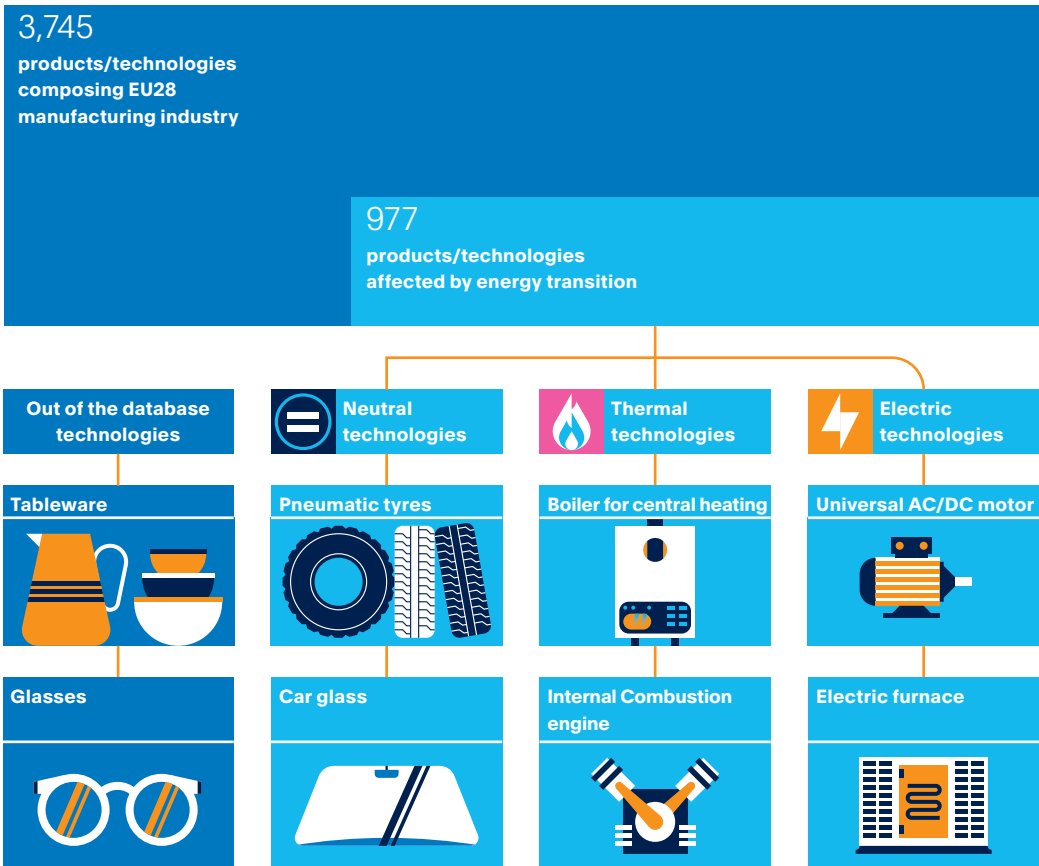 3,745
products/technologies
composing EU28
manufacturing industry
977
products/technologies
affected by energy transition
Out of the database
technologies
Neutral
technologies
Thermal
technologies
Electric
technologies
Tableware
Pneumatic tyres
Boiler for central heating
Universal AC/DC motor
Glasses
Car glass
Internal Combustion
engine
Electric furnace